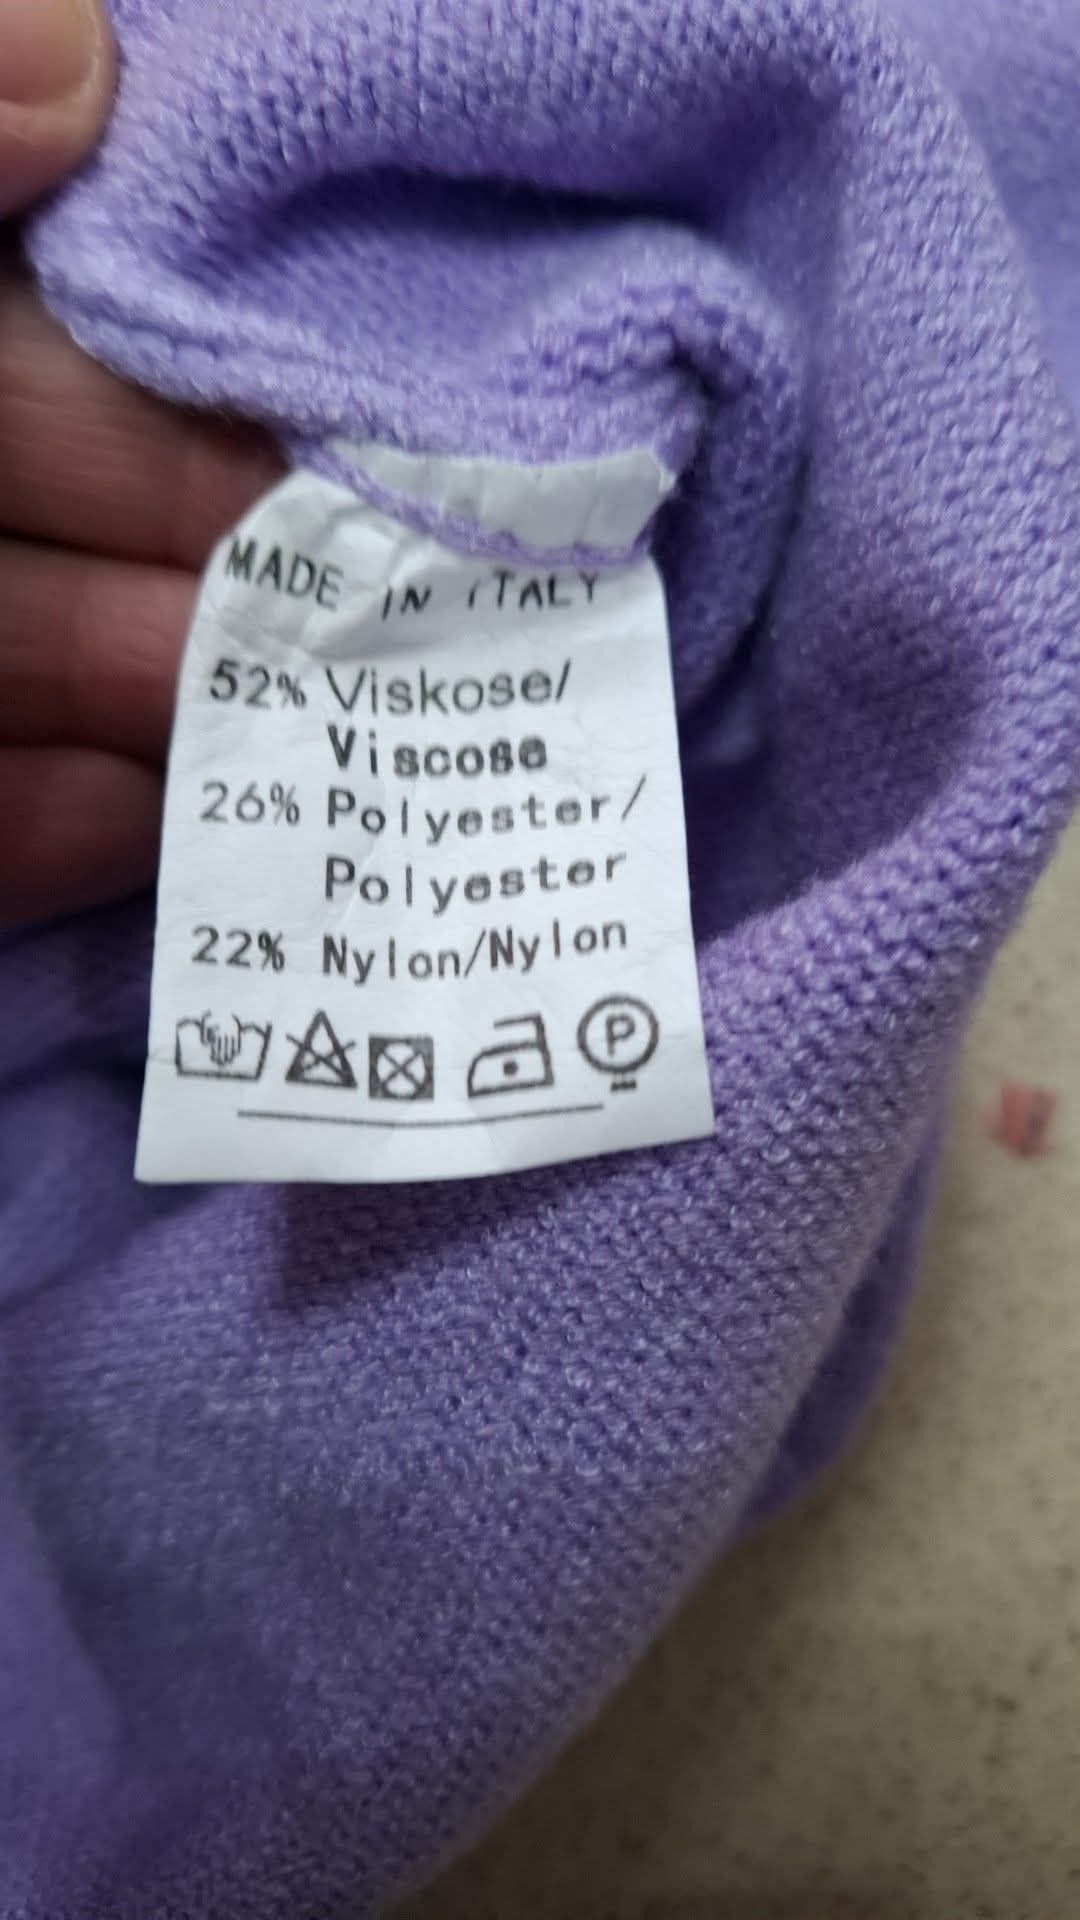 MADE IN ITALY
52% Viskose/
Viscose
26% Polyester/
Polyester
22% Nylon/Nylon
P